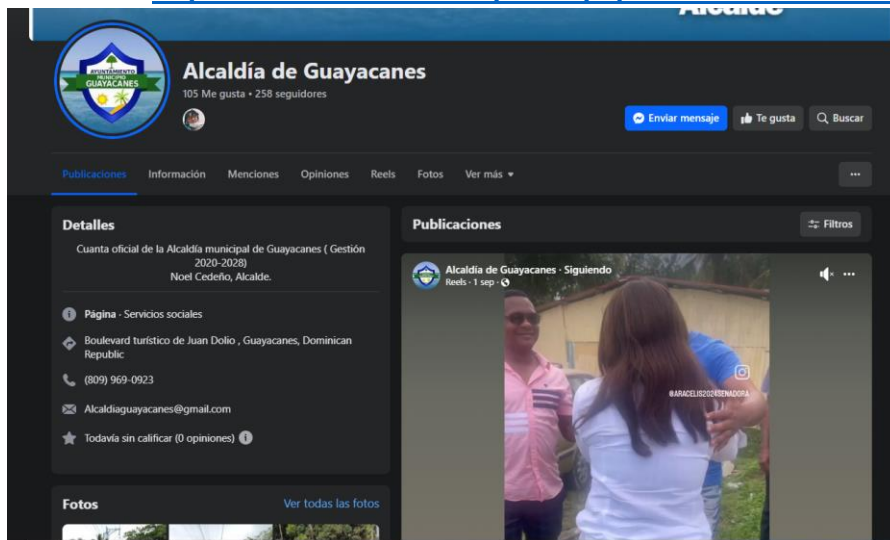 Alcalde
AYUNTAMIENTO
MUNICIPIO
GUAYACANES
Alcaldía de Guayacanes
105 Me gusta • 258 seguidores
Enviar mensaje
Te gusta
Buscar
Publicaciones
Información
Menciones
Opiniones
Reels
Fotos
Ver más
Detalles
Cuanta oficial de la Alcaldía municipal de Guayacanes ( Gestión
2020-2028)
Noel Cedeño, Alcalde.
Página · Servicios sociales
Boulevard turístico de Juan Dolio , Guayacanes, Dominican
Republic
(809) 969-0923
Alcaldiaguayacanes@gmail.com
Todavía sin calificar (0 opiniones)
Fotos
Ver todas las fotos
Publicaciones
Filtros
Alcaldía de Guayacanes · Siguiendo
Reels · 1 sep ·
@ARACELIS2024SENADORA